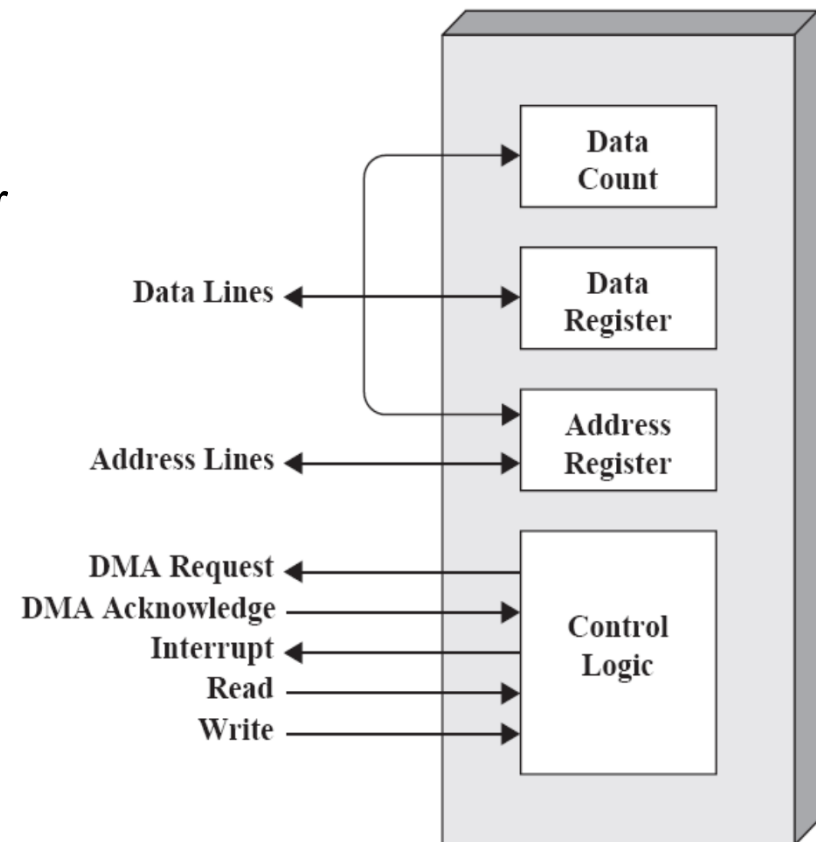 Data
Count
r
Data Lines
Data
Register
Address Lines
Address
Register
DMA Request
DMA Acknowledge
Interrupt
Read
Write
Control
Logic